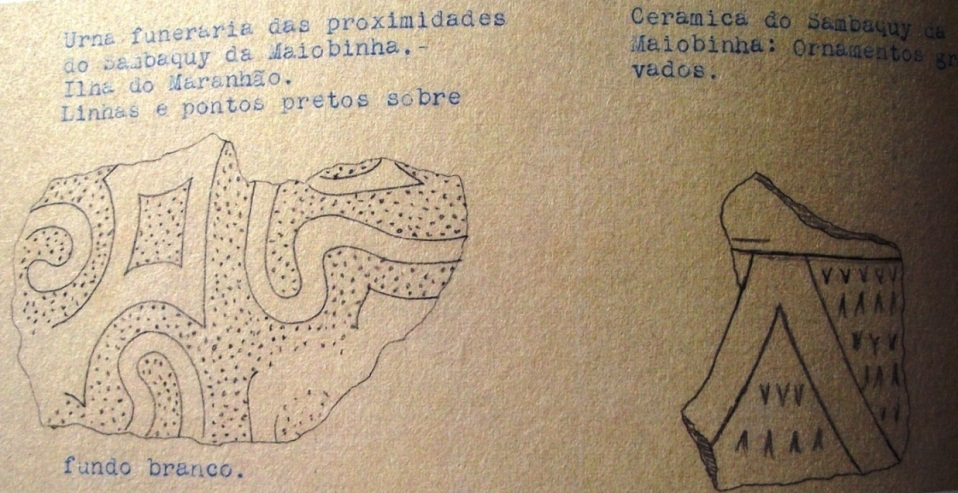 Urna funeraria das proximidades
do Sambaquy da Maiobinha.-
Ilha do Maranhão.
Linhas e pontos pretos sobre
fundo branco.
Ceramica do Sambaquy da
Maiobinha: Ornamentos gr
vados.